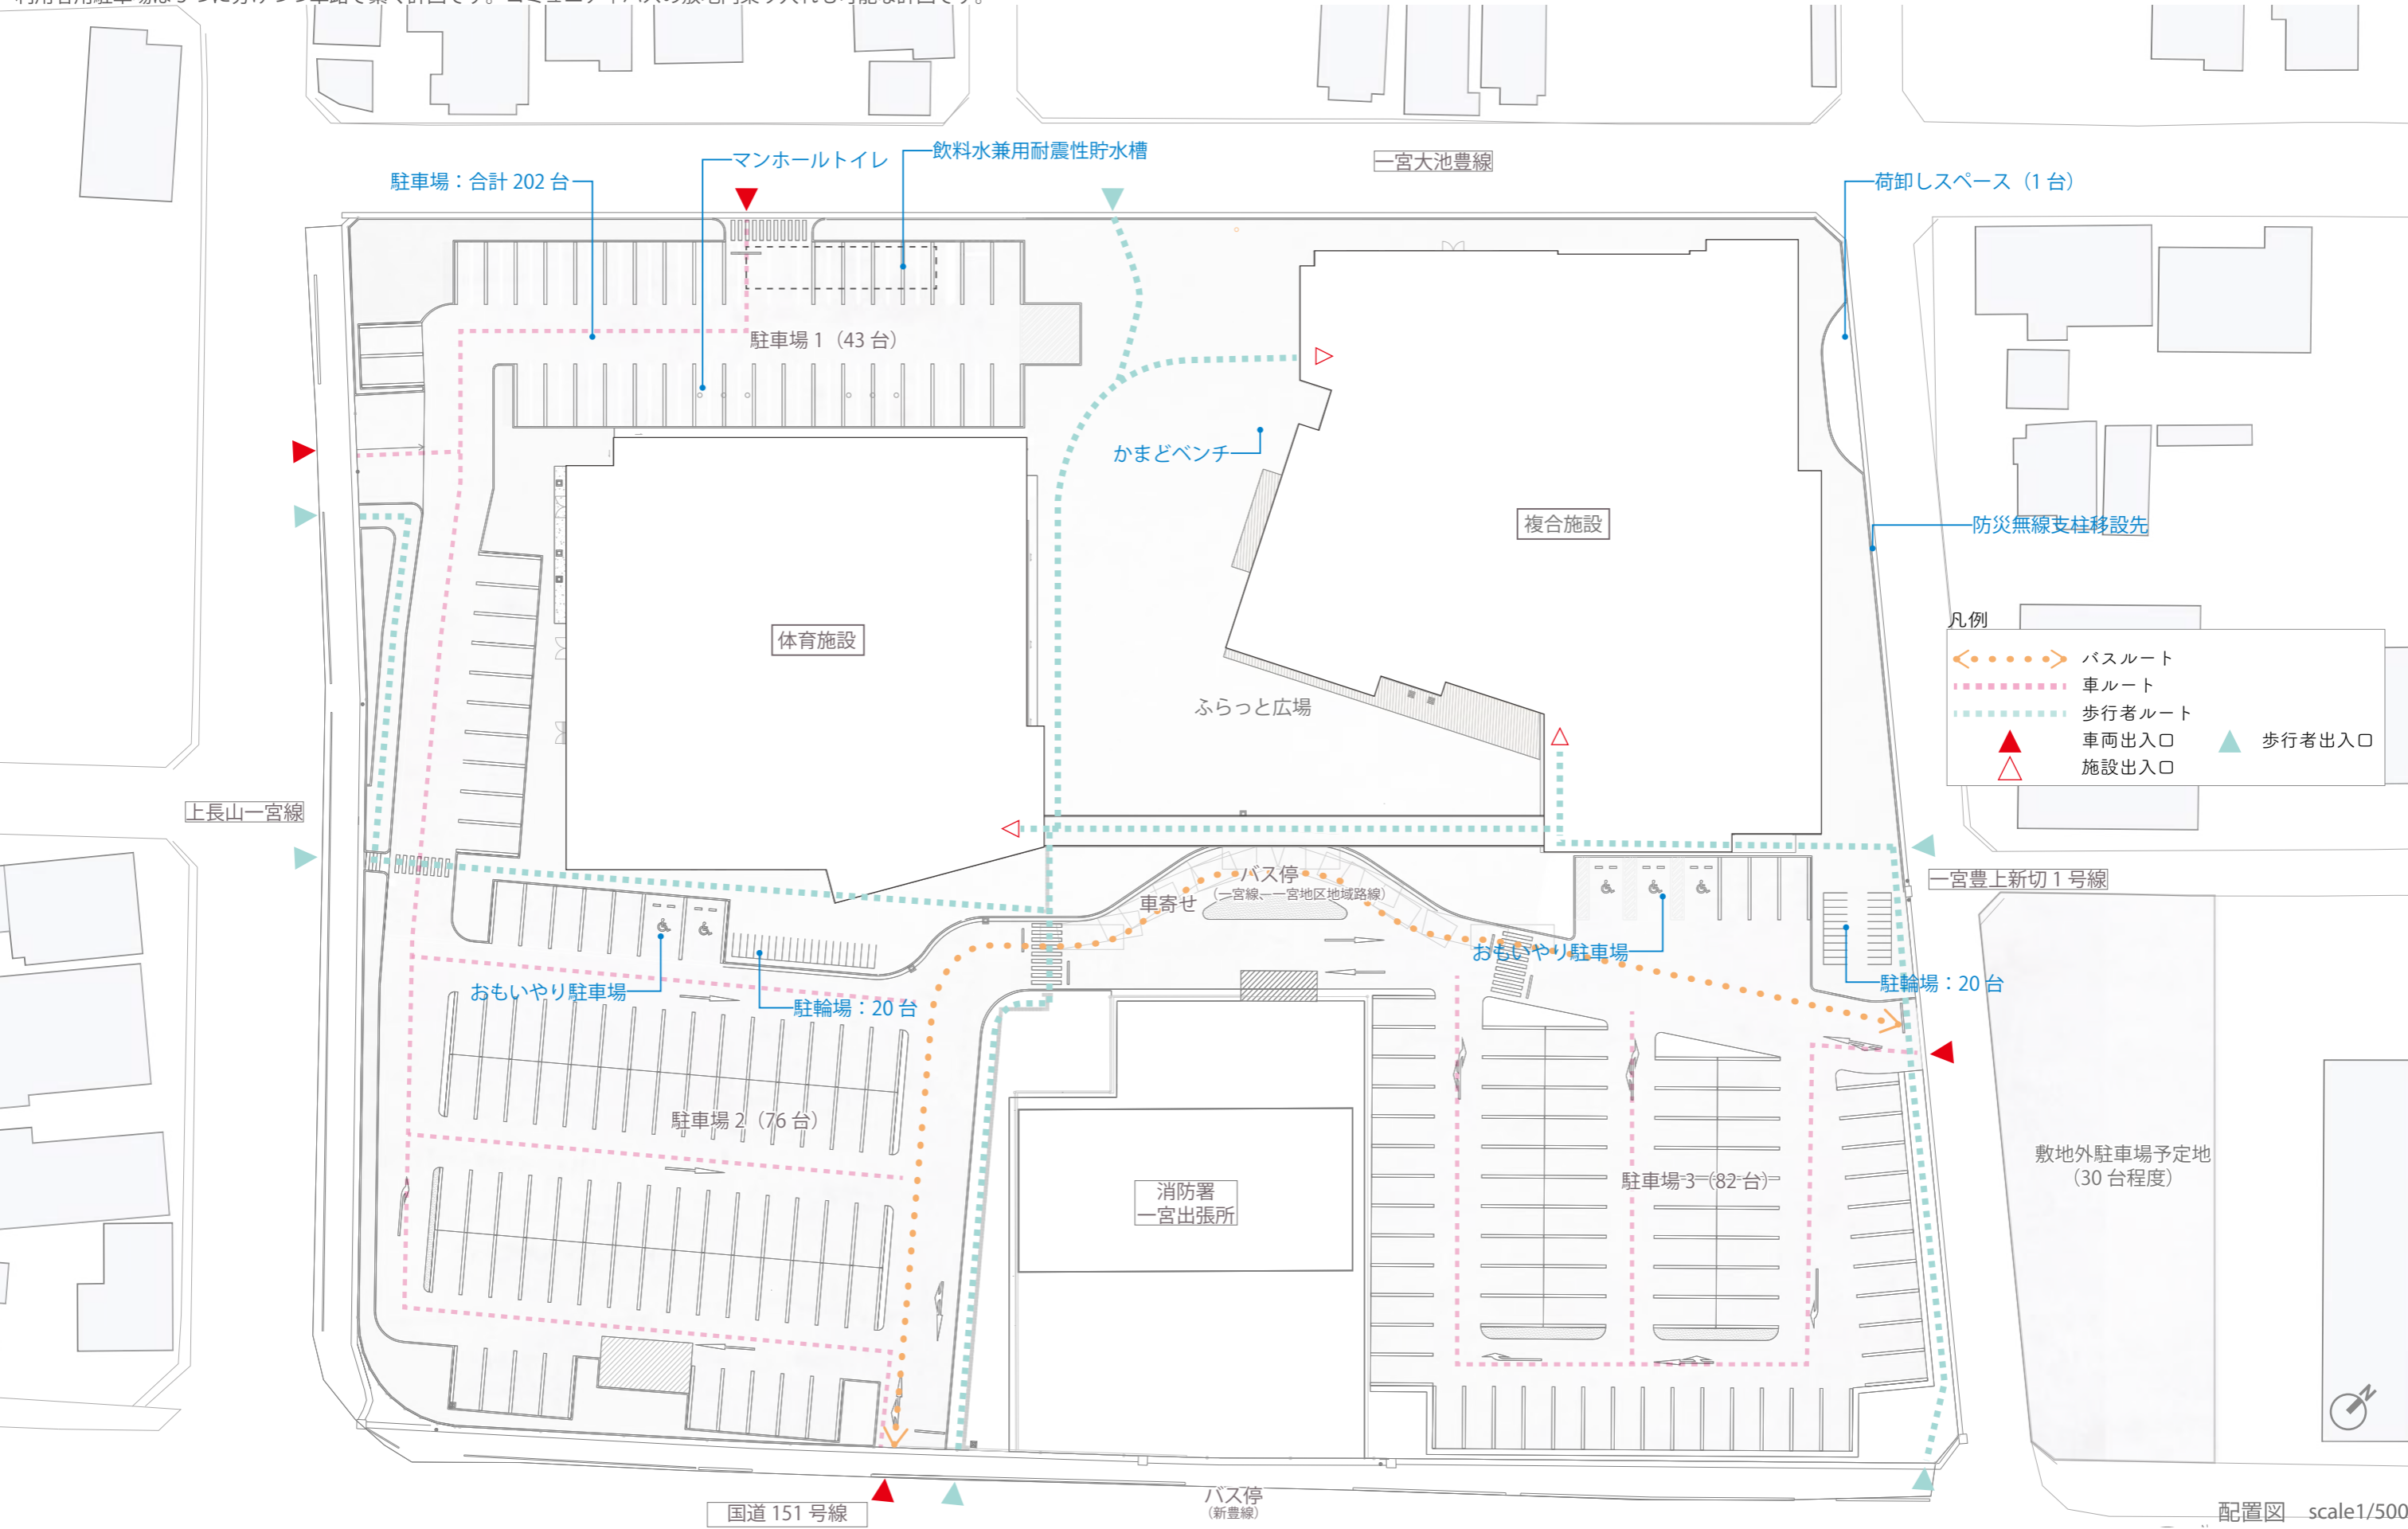 一宮大池豊線
マンホールトイレ
飲料水兼用耐震性貯水槽
駐車場：合計 202 台
荷卸しスペース（1 台）
駐車場 1（43 台）
かまどベンチ
複合施設
防災無線支柱移設先
体育施設
ふらっと広場
凡例
バスルート
車ルート
歩行者ルート
車両出入口
歩行者出入口
施設出入口
上長山一宮線
バス停
（一宮線、一宮地区地域路線）
車寄せ
一宮豊上新切 1 号線
おもいやり駐車場
おもいやり駐車場
駐輪場：20 台
駐輪場：20 台
駐車場 2（76 台）
駐車場 3（82 台）
消防署
一宮出張所
敷地外駐車場予定地
（30 台程度）
N
国道 151 号線
バス停
（新豊線）
配置図　scale1/500